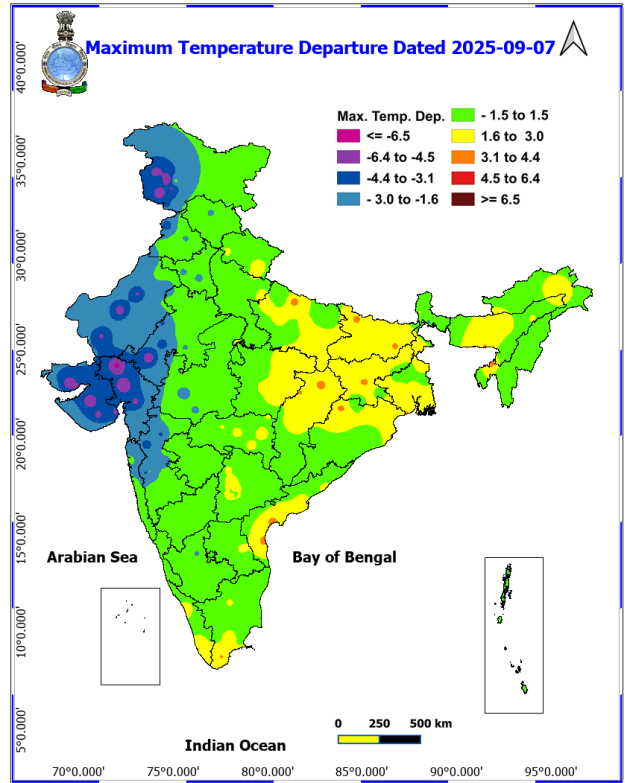 Maximum Temperature Departure Dated 2025-09-07
Max. Temp. Dep.
<= -6.5
-6.4 to -4.5
-4.4 to -3.1
- 3.0 to -1.6
- 1.5 to 1.5
1.6 to 3.0
3.1 to 4.4
4.5 to 6.4
>= 6.5
40°0.000'
35°0.000'
30°0.000'
25°0.000'
20°0.000'
15°0.000'
10°0.000'
5°0.000'
Arabian Sea
Bay of Bengal
Indian Ocean
0 250 500 km
70°0.000' 75°0.000' 80°0.000' 85°0.000' 90°0.000' 95°0.000'